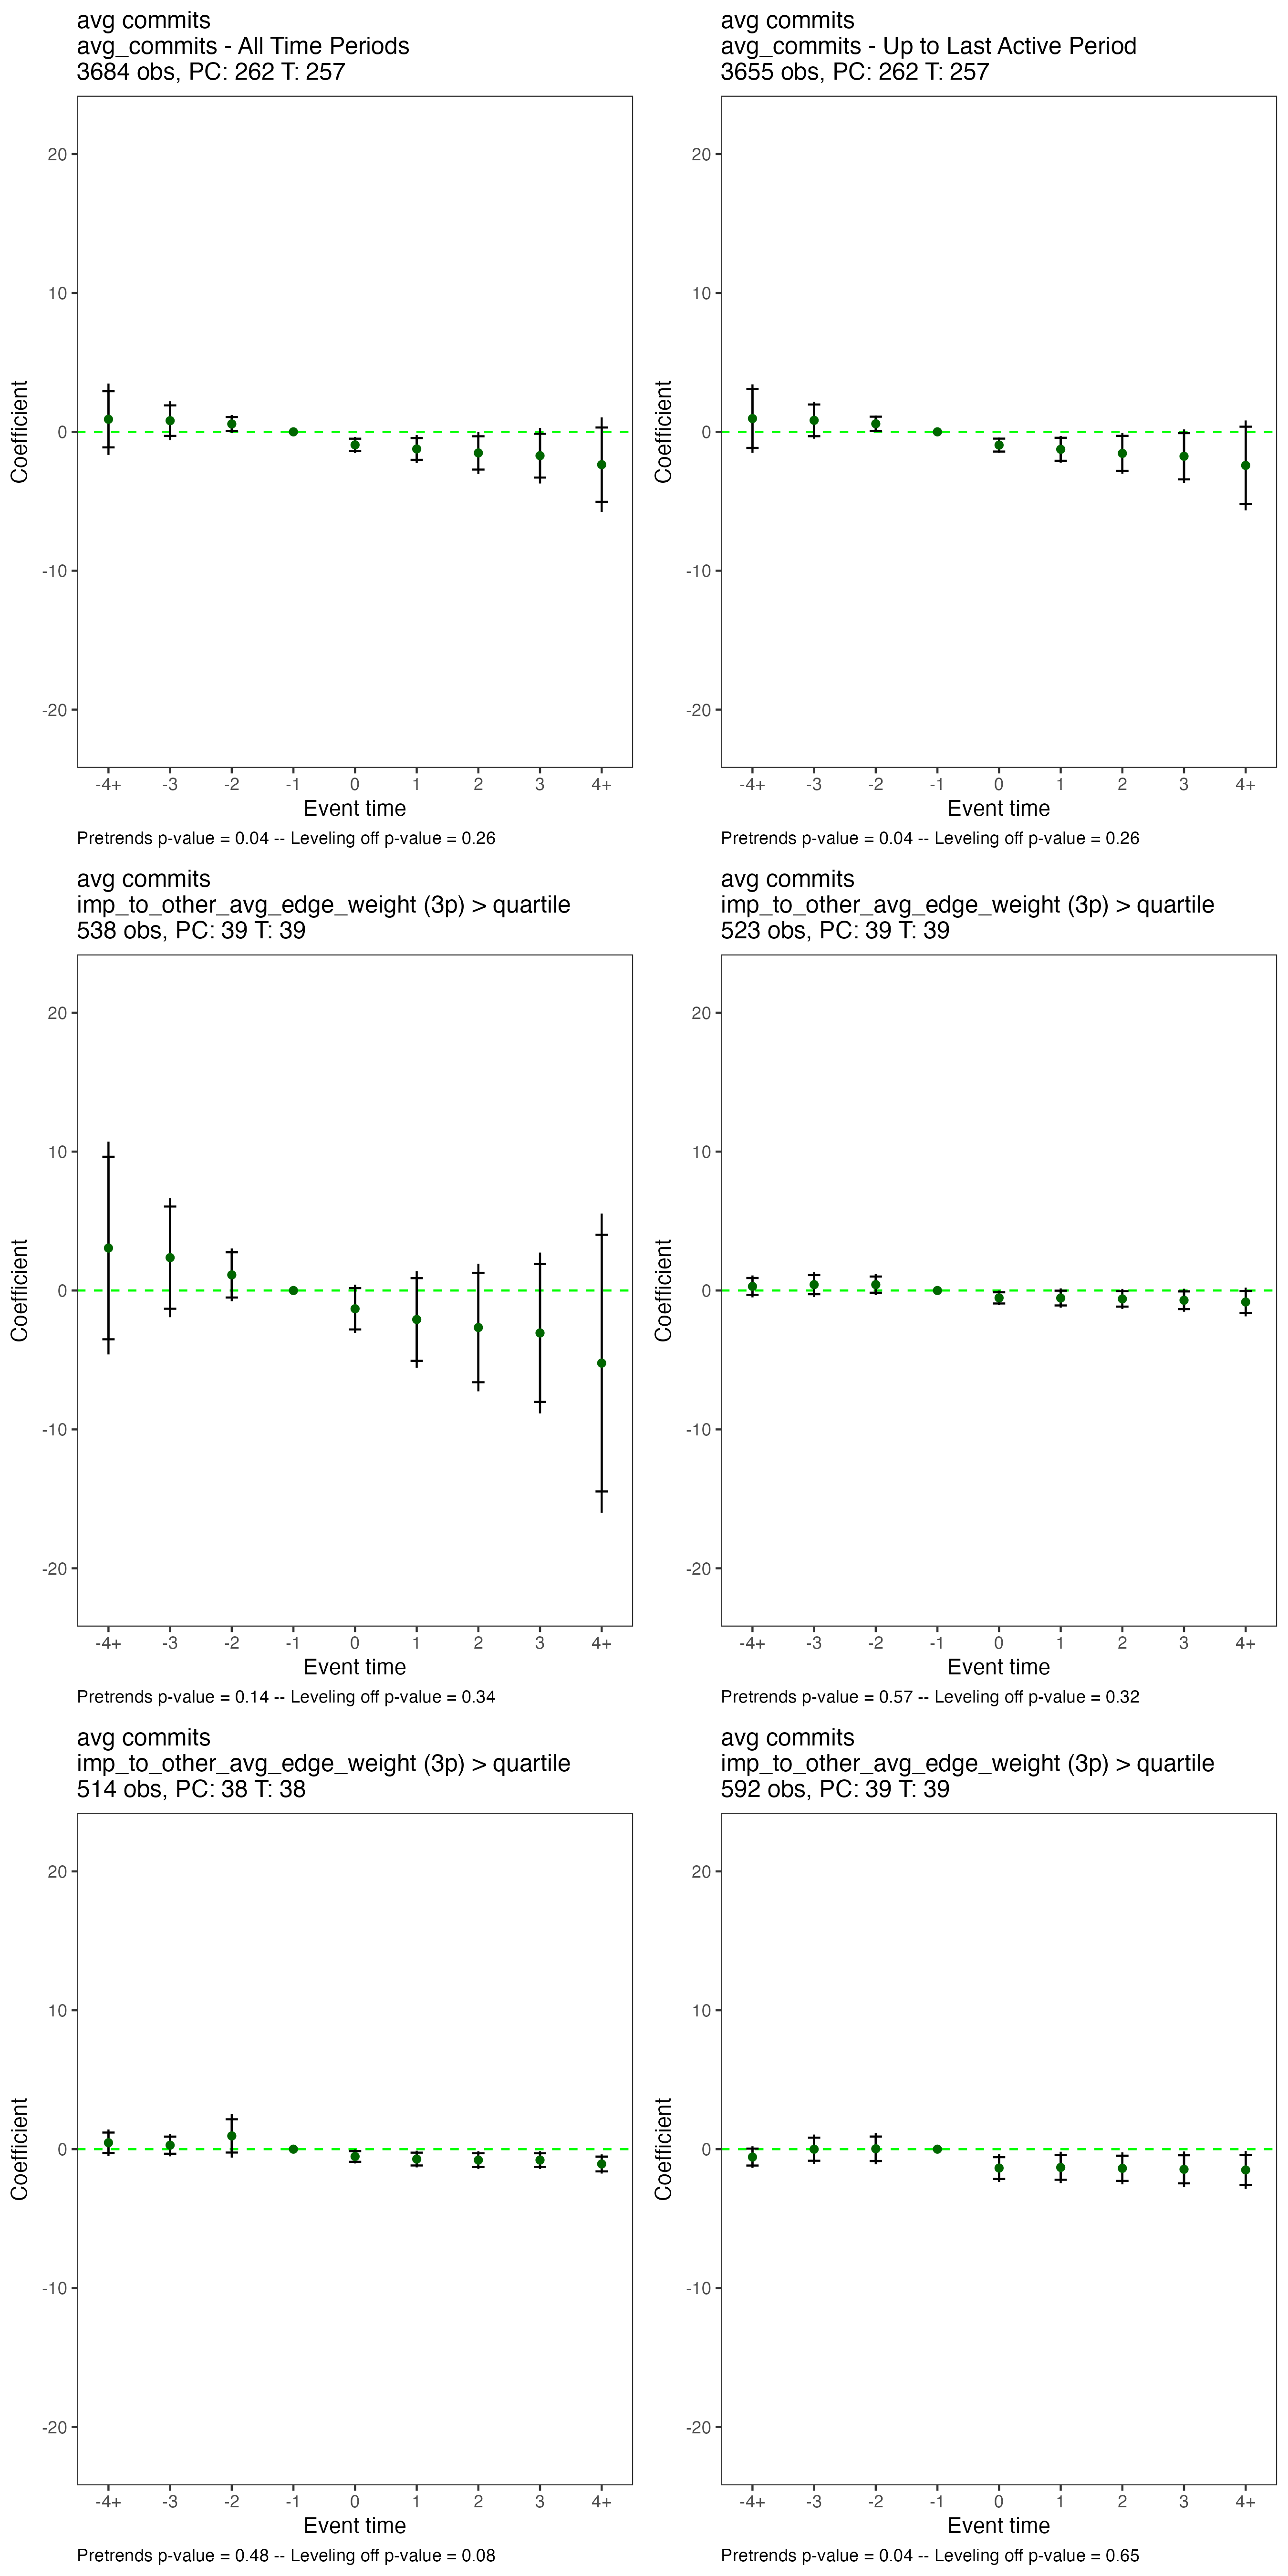 avg commits
avg_commits - All Time Periods
3684 obs, PC: 262 T: 257
20
10
0
-10
-20
Coefficient
-4+ -3 -2 -1 0 1 2 3 4+
Event time
Pretrends p-value = 0.04 -- Leveling off p-value = 0.26
avg commits
avg_commits - Up to Last Active Period
3655 obs, PC: 262 T: 257
20
10
0
-10
-20
Coefficient
-4+ -3 -2 -1 0 1 2 3 4+
Event time
Pretrends p-value = 0.04 -- Leveling off p-value = 0.26
avg commits
imp_to_other_avg_edge_weight (3p) > quartile
538 obs, PC: 39 T: 39
20
10
0
-10
-20
Coefficient
-4+ -3 -2 -1 0 1 2 3 4+
Event time
Pretrends p-value = 0.14 -- Leveling off p-value = 0.34
avg commits
imp_to_other_avg_edge_weight (3p) > quartile
523 obs, PC: 39 T: 39
20
10
0
-10
-20
Coefficient
-4+ -3 -2 -1 0 1 2 3 4+
Event time
Pretrends p-value = 0.57 -- Leveling off p-value = 0.32
avg commits
imp_to_other_avg_edge_weight (3p) > quartile
514 obs, PC: 38 T: 38
20
10
0
-10
-20
Coefficient
-4+ -3 -2 -1 0 1 2 3 4+
Event time
Pretrends p-value = 0.48 -- Leveling off p-value = 0.08
avg commits
imp_to_other_avg_edge_weight (3p) > quartile
592 obs, PC: 39 T: 39
20
10
0
-10
-20
Coefficient
-4+ -3 -2 -1 0 1 2 3 4+
Event time
Pretrends p-value = 0.04 -- Leveling off p-value = 0.65